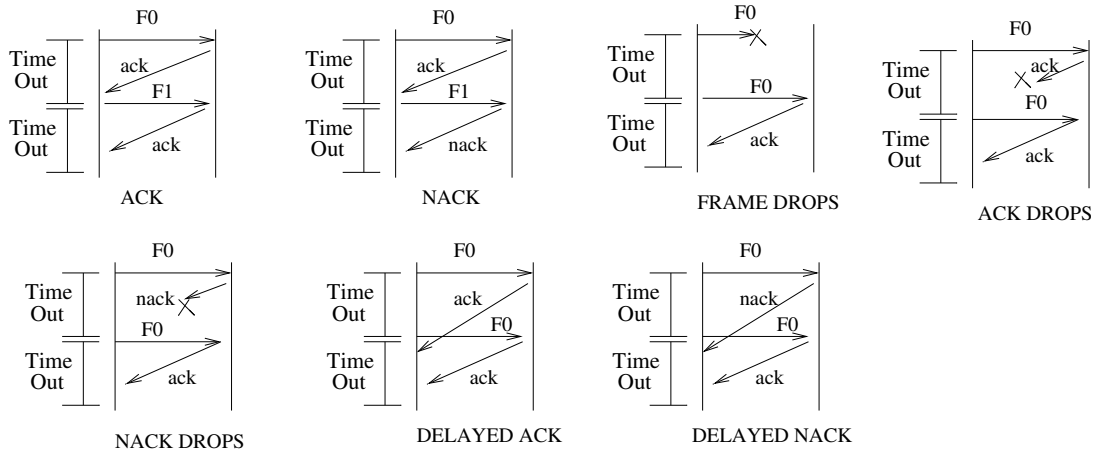 F0
Time
Out
ack
F1
Time
Out
ack
ACK
F0
Time
Out
ack
F1
Time
Out
nack
NACK
F0
Time
Out
F0
Time
Out
ack
FRAME DROPS
F0
Time
Out
ack
F0
Time
Out
ack
ACK DROPS
F0
Time
Out
nack
F0
Time
Out
ack
NACK DROPS
F0
Time
Out
ack
F0
Time
Out
ack
DELAYED ACK
F0
Time
Out
nack
F0
Time
Out
ack
DELAYED NACK